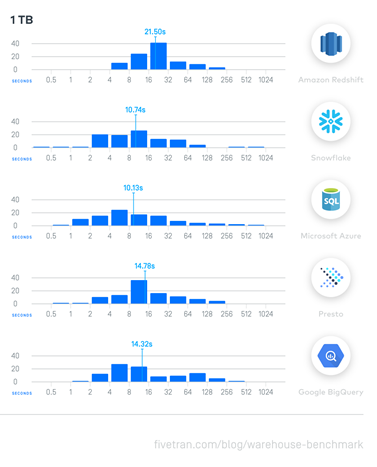 1 TB
21.50s
40
20
0
SECONDS 0.5 1 2 4 8 16 32 64 128 256 512 1024
Amazon Redshift
10.74s
40
20
0
SECONDS 0.5 1 2 4 8 16 32 64 128 256 512 1024
Snowflake
10.13s
40
20
0
SECONDS 0.5 1 2 4 8 16 32 64 128 256 512 1024
SQL
Microsoft Azure
14.78s
40
20
0
SECONDS 0.5 1 2 4 8 16 32 64 128 256 512 1024
Presto
14.32s
40
20
0
SECONDS 0.5 1 2 4 8 16 32 64 128 256 512 1024
Google BigQuery
fivetran.com/blog/warehouse-benchmark